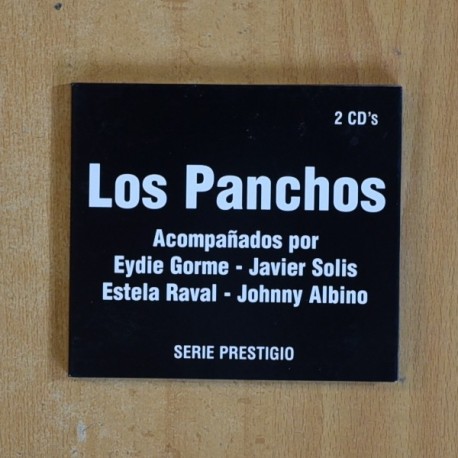 2 CD's
Los Panchos
Acompañados por
Eydie Gorme - Javier Solis
Estela Raval - Johnny Albino
SERIE PRESTIGIO